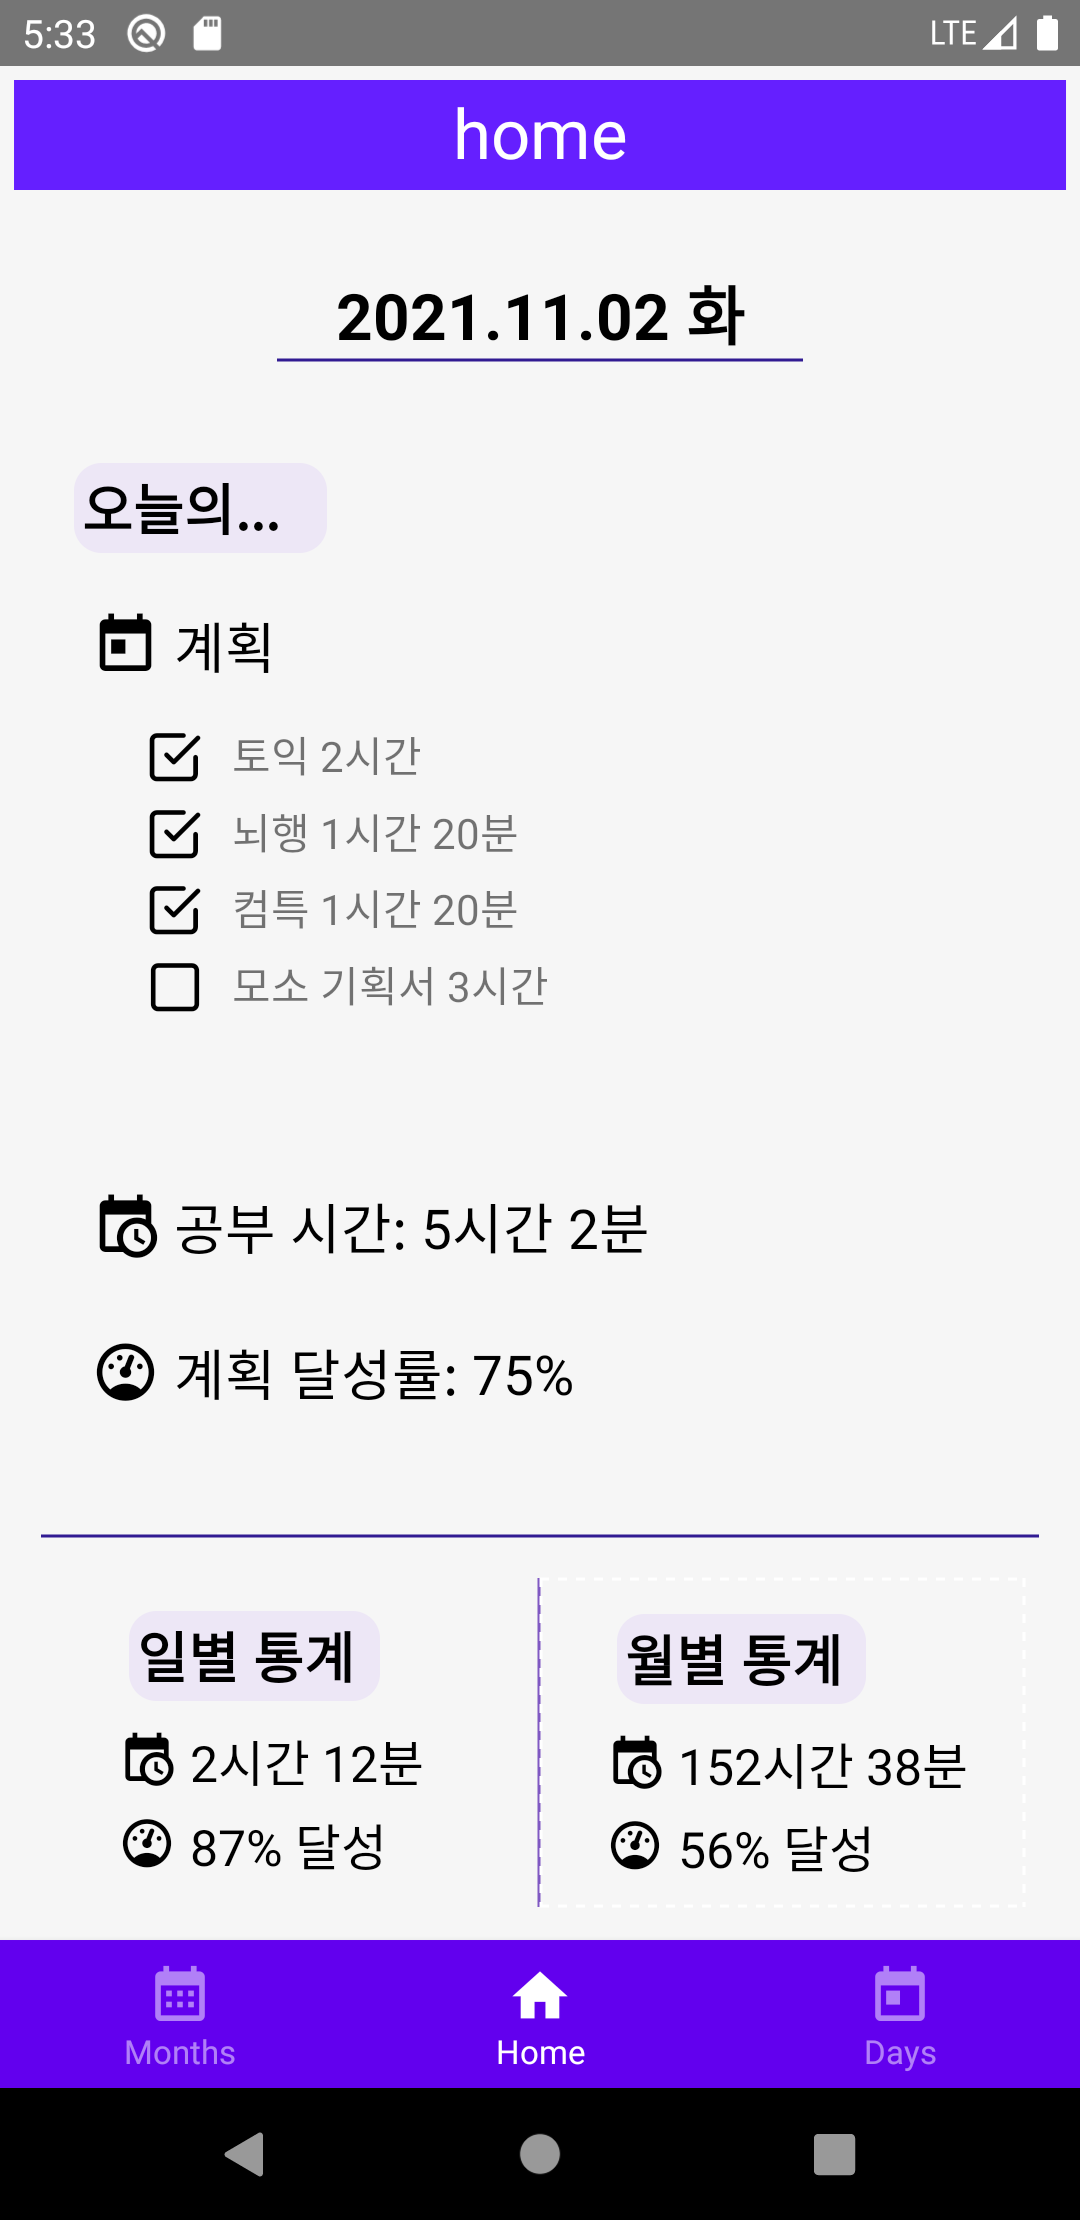 5:33 LTE
home
2021.11.02 화
오늘의...
계획
토익 2시간
뇌행 1시간 20분
컴특 1시간 20분
모소 기획서 3시간
공부 시간: 5시간 2분
계획 달성률: 75%
일별 통계
2시간 12분
87% 달성
월별 통계
152시간 38분
56% 달성
Months Home Days